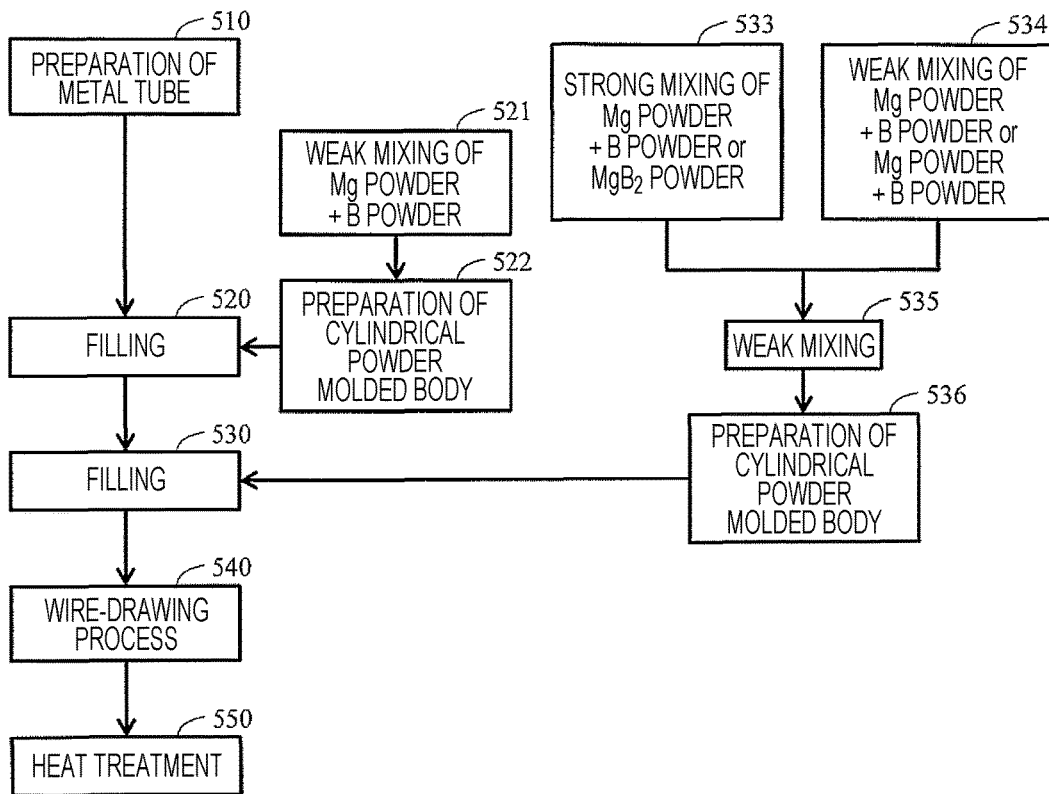 510
PREPARATION OF
METAL TUBE
521
WEAK MIXING OF
Mg POWDER
+ B POWDER
533
STRONG MIXING OF
Mg POWDER
+ B POWDER or
MgB₂ POWDER
534
WEAK MIXING OF
Mg POWDER
+ B POWDER or
Mg POWDER
+ B POWDER
520
FILLING
522
PREPARATION OF
CYLINDRICAL
POWDER
MOLDED BODY
535
WEAK MIXING
530
FILLING
536
PREPARATION OF
CYLINDRICAL
POWDER
MOLDED BODY
540
WIRE-DRAWING
PROCESS
550
HEAT TREATMENT